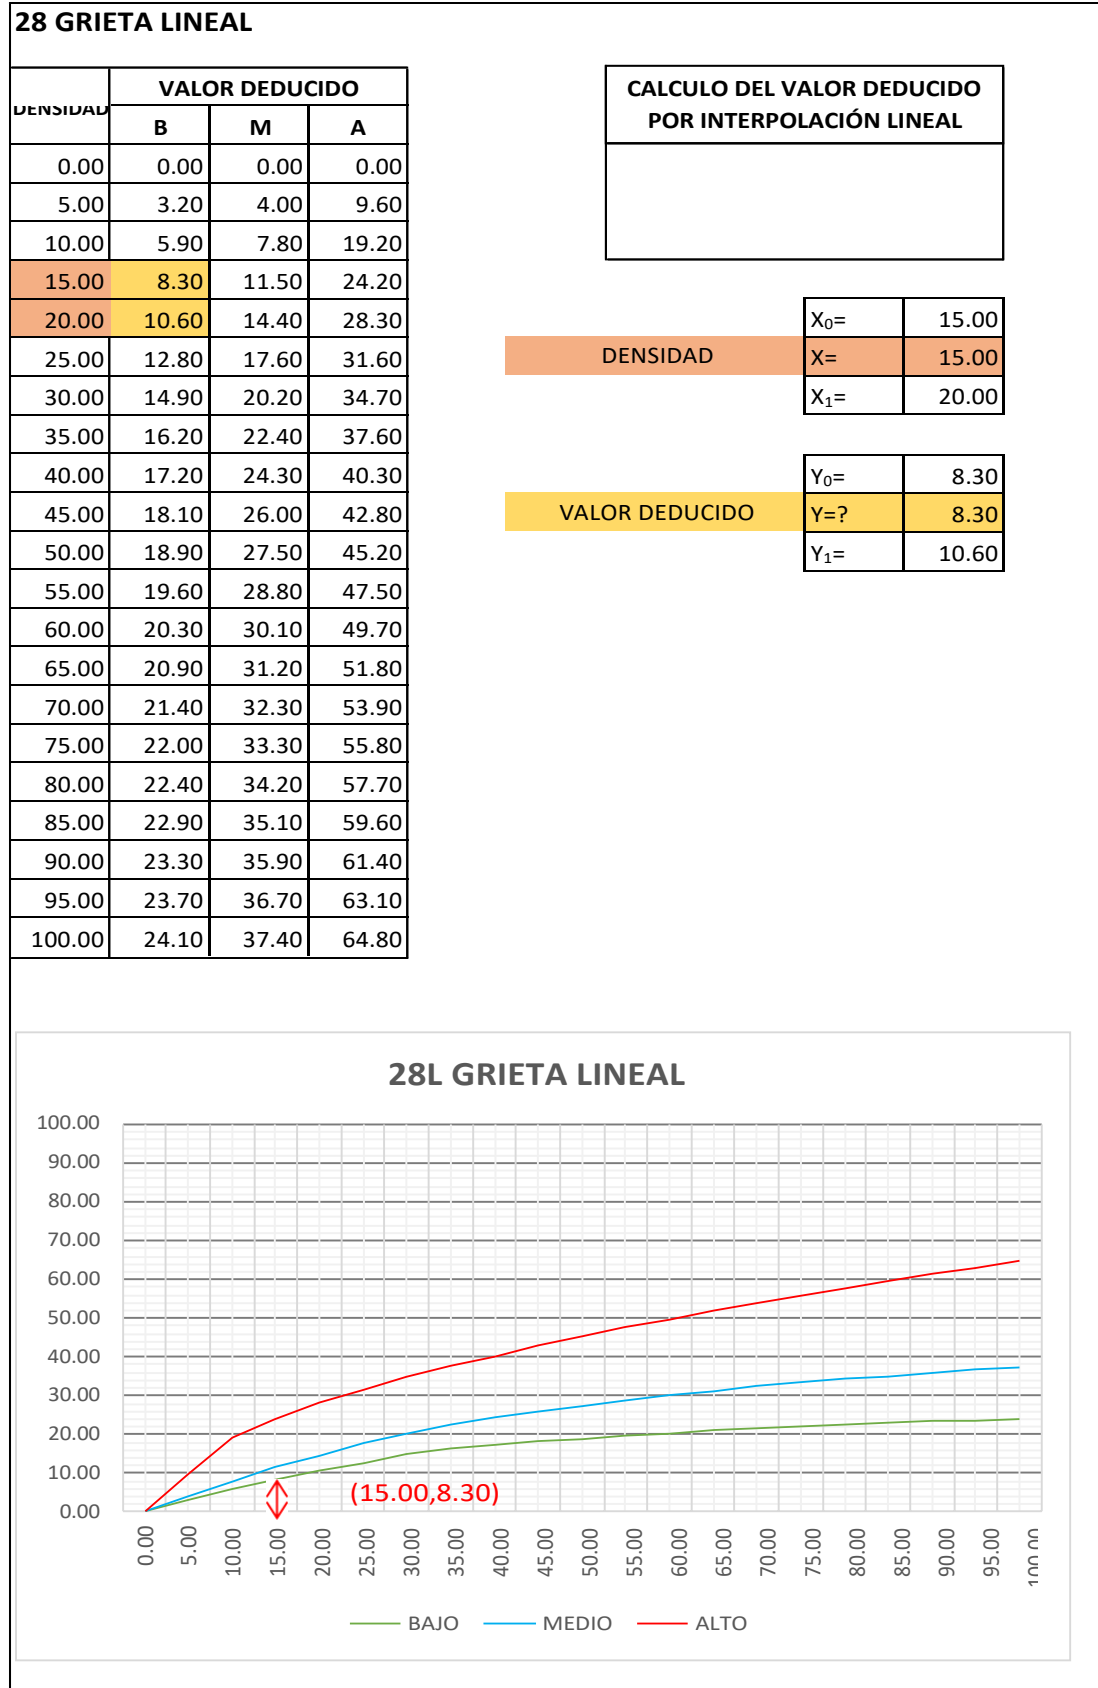 28 GRIETA LINEAL
DENSIDAD VALOR DEDUCIDO
B M A
0.00 0.00 0.00 0.00
5.00 3.20 4.00 9.60
10.00 5.90 7.80 19.20
15.00 8.30 11.50 24.20
20.00 10.60 14.40 28.30
25.00 12.80 17.60 31.60
30.00 14.90 20.20 34.70
35.00 16.20 22.40 37.60
40.00 17.20 24.30 40.30
45.00 18.10 26.00 42.80
50.00 18.90 27.50 45.20
55.00 19.60 28.80 47.50
60.00 20.30 30.10 49.70
65.00 20.90 31.20 51.80
70.00 21.40 32.30 53.90
75.00 22.00 33.30 55.80
80.00 22.40 34.20 57.70
85.00 22.90 35.10 59.60
90.00 23.30 35.90 61.40
95.00 23.70 36.70 63.10
100.00 24.10 37.40 64.80
CALCULO DEL VALOR DEDUCIDO
POR INTERPOLACIÓN LINEAL
X₀= 15.00
DENSIDAD X= 15.00
X₁= 20.00
Y₀= 8.30
VALOR DEDUCIDO Y=? 8.30
Y₁= 10.60
28L GRIETA LINEAL
100.00
90.00
80.00
70.00
60.00
50.00
40.00
30.00
20.00
10.00
0.00
(15.00,8.30)
0.00 5.00 10.00 15.00 20.00 25.00 30.00 35.00 40.00 45.00 50.00 55.00 60.00 65.00 70.00 75.00 80.00 85.00 90.00 95.00 100.00
BAJO MEDIO ALTO